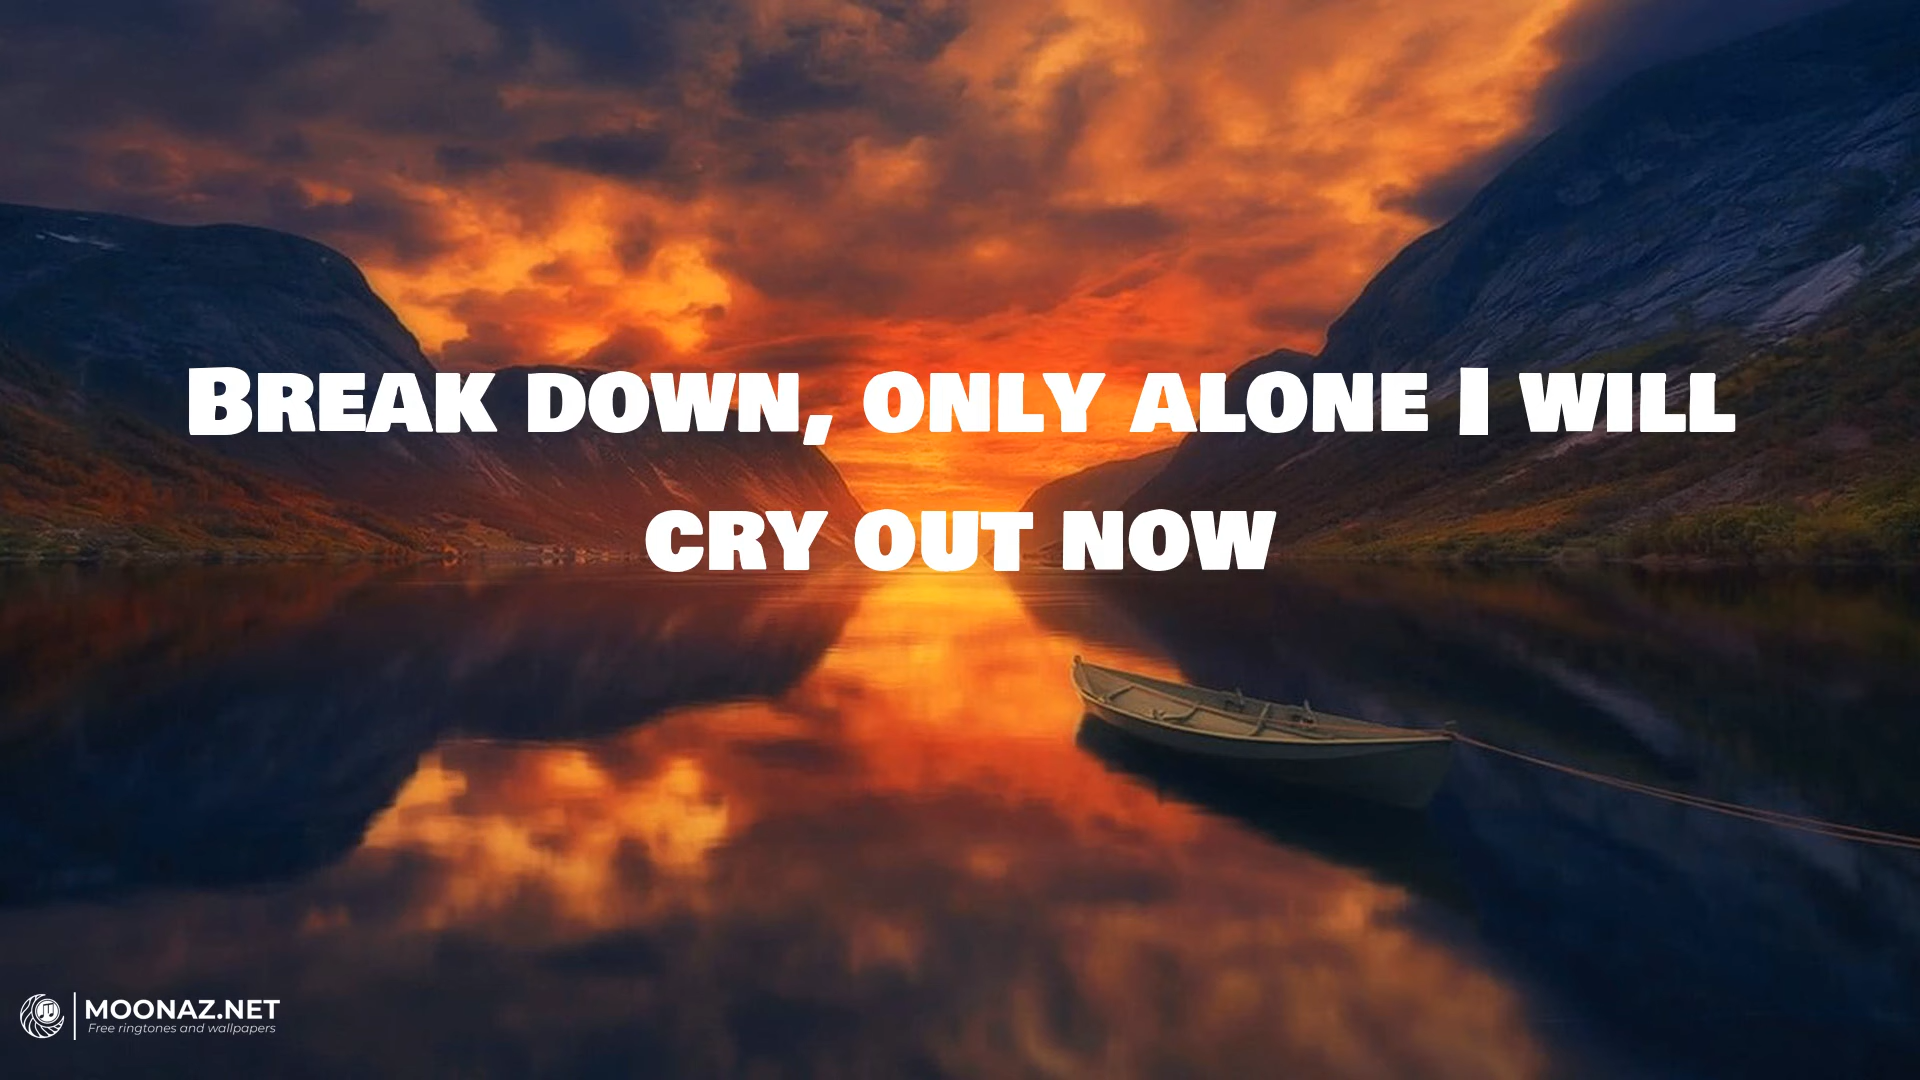 Break down, only alone I will
cry out now
MOONAZ.NET
Free ringtones and wallpapers